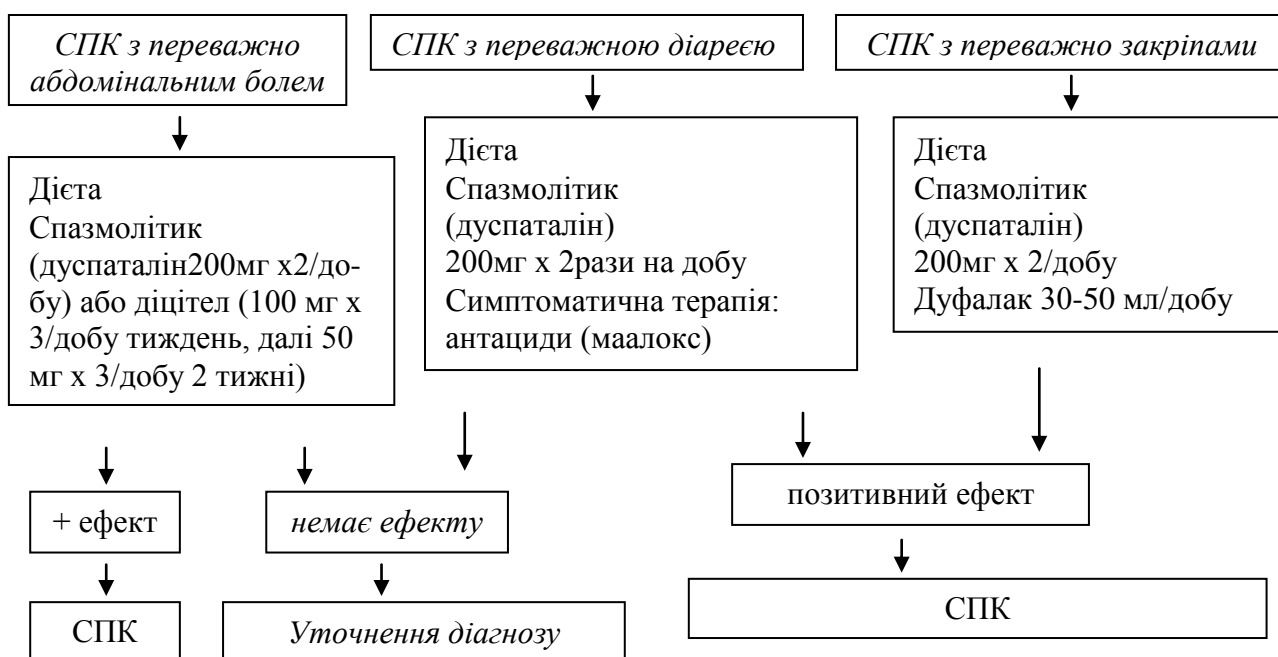 СПК з переважно
абдомінальним болем
СПК з переважною діареєю
СПК з переважно закріпами
Дієта
Спазмолітик
(дуспаталін200мг х2/до-
бу) або діцітел (100 мг х
3/добу тиждень, далі 50
мг х 3/добу 2 тижні)
Дієта
Спазмолітик
(дуспаталін)
200мг х 2рази на добу
Симптоматична терапія:
антациди (маалокс)
Дієта
Спазмолітик
(дуспаталін)
200мг х 2/добу
Дуфалак 30-50 мл/добу
+ ефект
немає ефекту
позитивний ефект
СПК
Уточнення діагнозу
СПК